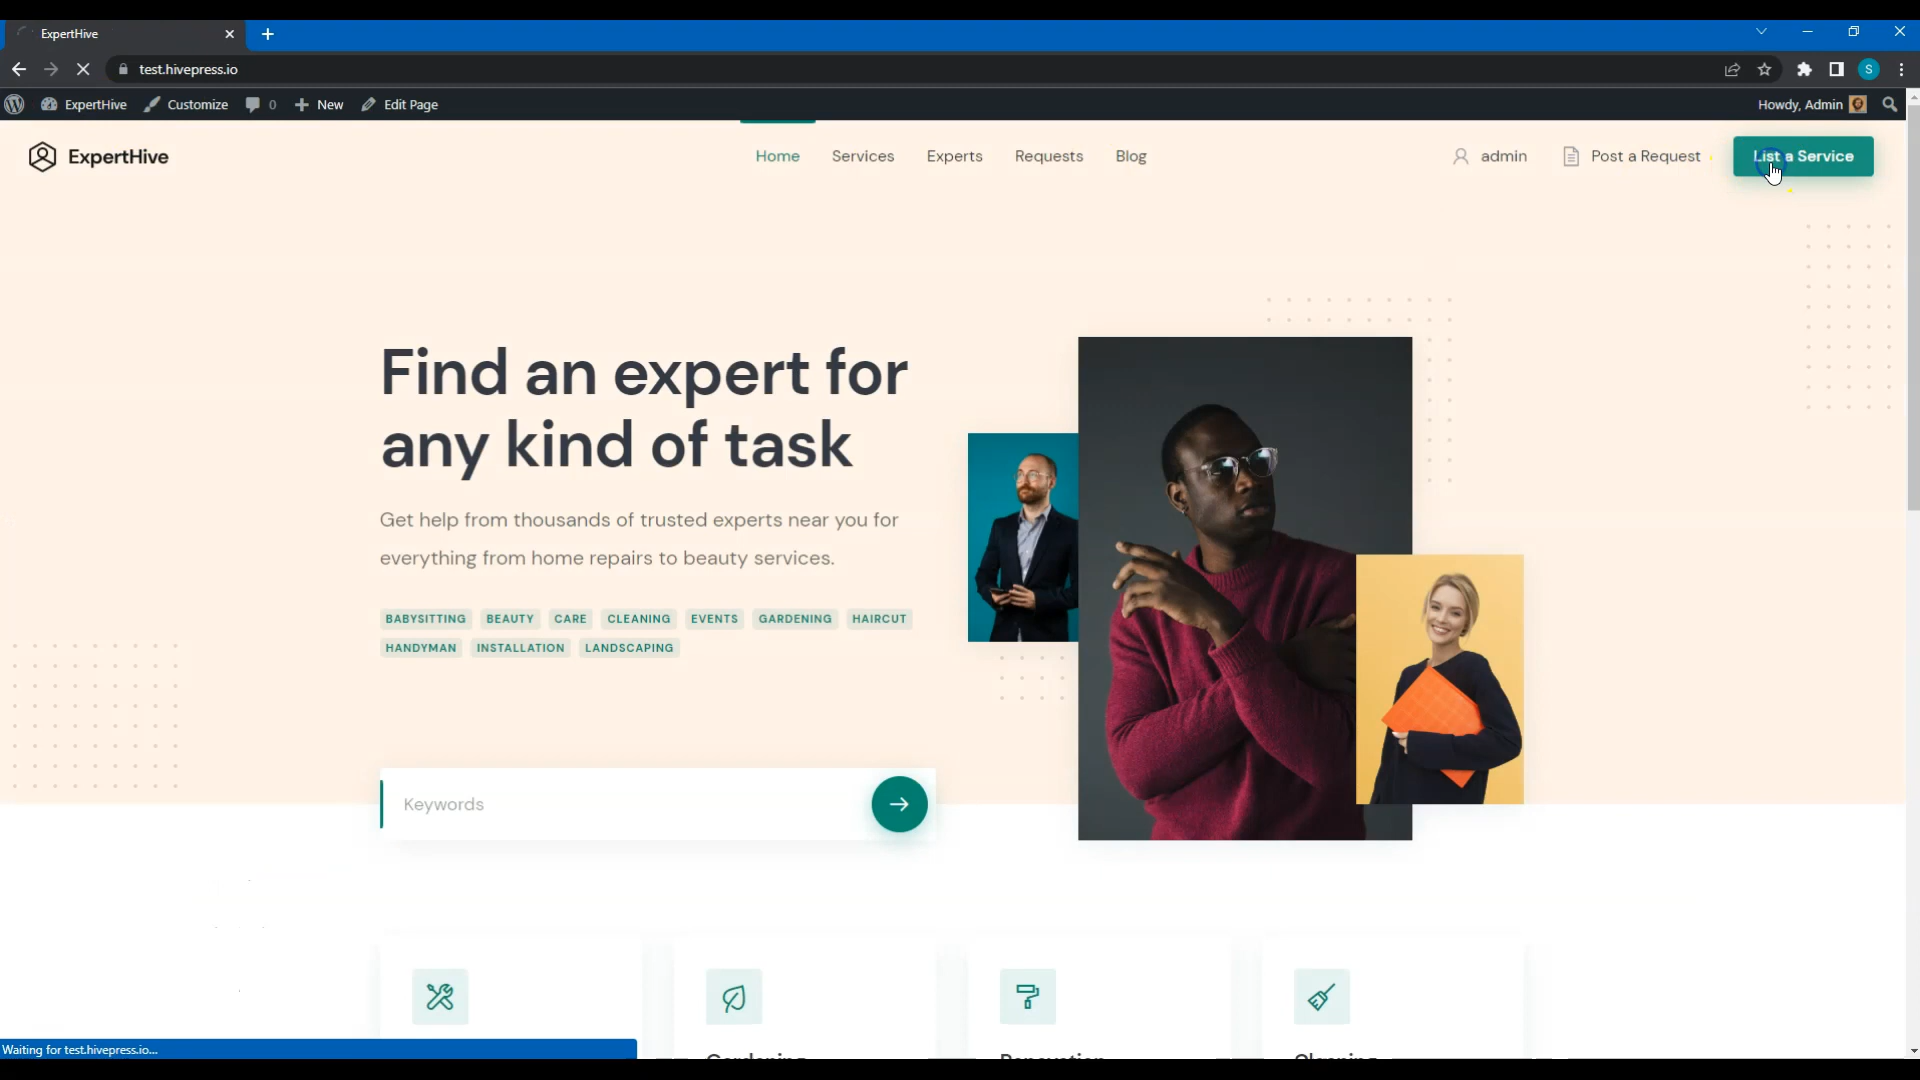 ExpertHive
test.hivepress.io
S
ExpertHive Customize 0 New Edit Page Howdy, Admin
ExpertHive Home Services Experts Requests Blog admin Post a Request List a Service
Find an expert for
any kind of task
Get help from thousands of trusted experts near you for
everything from home repairs to beauty services.
BABYSITTING BEAUTY CARE CLEANING EVENTS GARDENING HAIRCUT
HANDYMAN INSTALLATION LANDSCAPING
Keywords
Gardening Renovation Cleaning
Waiting for test.hivepress.io...